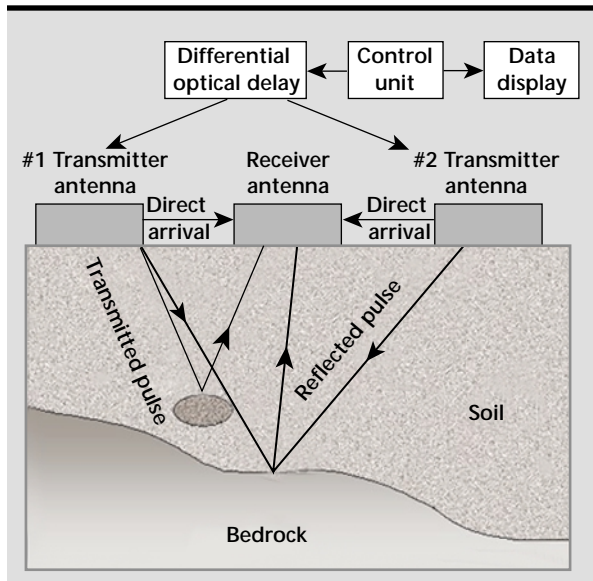 Differential
optical delay
Control
unit
Data
display
#1 Transmitter
antenna
Receiver
antenna
#2 Transmitter
antenna
Direct
arrival
Direct
arrival
Transmitted pulse
Reflected pulse
Soil
Bedrock